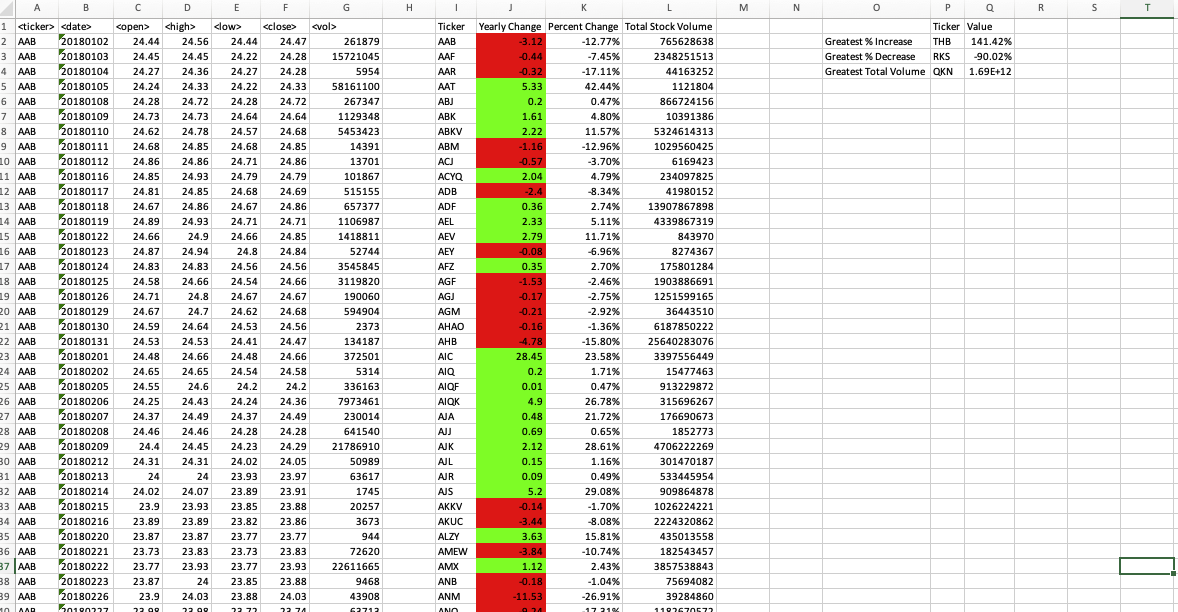 A B C D E F G H I J K L M N O P Q R S T
1 <ticker> <date> <open> <high> <low> <close> <vol> Ticker Yearly Change Percent Change Total Stock Volume Ticker Value
2 AAB 20180102 24.44 24.56 24.44 24.47 261879 AAB -3.12 -12.77% 765628638 Greatest % Increase THB 141.42%
3 AAB 20180103 24.45 24.45 24.22 24.28 15721045 AAF -0.44 -7.45% 2348251513 Greatest % Decrease RKS -90.02%
4 AAB 20180104 24.27 24.36 24.27 24.28 5954 AAR -0.32 -17.11% 44163252 Greatest Total Volume QKN 1.69E+12
5 AAB 20180105 24.24 24.33 24.22 24.33 58161100 AAT 5.33 42.44% 1121804
6 AAB 20180108 24.28 24.72 24.28 24.72 267347 ABJ 0.2 0.47% 866724156
7 AAB 20180109 24.73 24.73 24.64 24.64 1129348 ABK 1.61 4.80% 10391386
8 AAB 20180110 24.62 24.78 24.57 24.68 5453423 ABKV 2.22 11.57% 5324614313
9 AAB 20180111 24.68 24.85 24.68 24.85 14391 ABM -1.16 -12.96% 1029560425
10 AAB 20180112 24.86 24.86 24.71 24.86 13701 ACJ -0.57 -3.70% 6169423
11 AAB 20180116 24.85 24.93 24.79 24.79 101867 ACYQ 2.04 4.79% 234097825
12 AAB 20180117 24.81 24.85 24.68 24.69 515155 ADB -2.4 -8.34% 41980152
13 AAB 20180118 24.67 24.86 24.67 24.86 657377 ADF 0.36 2.74% 13907867898
14 AAB 20180119 24.89 24.93 24.71 24.71 1106987 AEL 2.33 5.11% 4339867319
15 AAB 20180122 24.66 24.9 24.66 24.85 1418811 AEV 2.79 11.71% 843970
16 AAB 20180123 24.87 24.94 24.8 24.84 52744 AEY -0.08 -6.96% 8274367
17 AAB 20180124 24.83 24.83 24.56 24.56 3545845 AFZ 0.35 2.70% 175801284
18 AAB 20180125 24.58 24.66 24.54 24.66 3119820 AGF -1.53 -2.46% 1903886691
19 AAB 20180126 24.71 24.8 24.67 24.67 190060 AGJ -0.17 -2.75% 1251599165
20 AAB 20180129 24.67 24.7 24.62 24.68 594904 AGM -0.21 -2.92% 36443510
21 AAB 20180130 24.59 24.64 24.53 24.56 2373 AHAO -0.16 -1.36% 6187850222
22 AAB 20180131 24.53 24.53 24.41 24.47 134187 AHB -4.78 -15.80% 25640283076
23 AAB 20180201 24.48 24.66 24.48 24.66 372501 AIC 28.45 23.58% 3397556449
24 AAB 20180202 24.65 24.65 24.54 24.58 5314 AIQ 0.2 1.71% 15477463
25 AAB 20180205 24.55 24.6 24.2 24.2 336163 AIQF 0.01 0.47% 913229872
26 AAB 20180206 24.25 24.43 24.24 24.36 7973461 AIQK 4.9 26.78% 315696267
27 AAB 20180207 24.37 24.49 24.37 24.49 230014 AJA 0.48 21.72% 176690673
28 AAB 20180208 24.46 24.46 24.28 24.28 641540 AJJ 0.69 0.65% 1852773
29 AAB 20180209 24.4 24.45 24.23 24.29 21786910 AJK 2.12 28.61% 4706222269
30 AAB 20180212 24.31 24.31 24.02 24.05 50989 AJL 0.15 1.16% 301470187
31 AAB 20180213 24 24 23.93 23.97 63617 AJR 0.09 0.49% 533445954
32 AAB 20180214 24.02 24.07 23.89 23.91 1745 AJS 5.2 29.08% 909864878
33 AAB 20180215 23.9 23.93 23.85 23.88 20257 AKKV -0.14 -1.70% 1026224221
34 AAB 20180216 23.89 23.89 23.82 23.86 3673 AKUC -3.44 -8.08% 2224320862
35 AAB 20180220 23.87 23.87 23.77 23.77 944 ALZY 3.63 15.81% 435013558
36 AAB 20180221 23.73 23.83 23.73 23.83 72620 AMEW -3.84 -10.74% 182543457
37 AAB 20180222 23.77 23.93 23.77 23.93 22611665 AMX 1.12 2.43% 3857538843
38 AAB 20180223 23.87 24 23.85 23.88 9468 ANB -0.18 -1.04% 75694082
39 AAB 20180226 23.9 24.03 23.88 24.03 43908 ANM -11.53 -26.91% 39284860
40 AAB 20180227 23.98 23.98 23.72 23.74 63713 ANO -9.24 -17.31% 1182670572